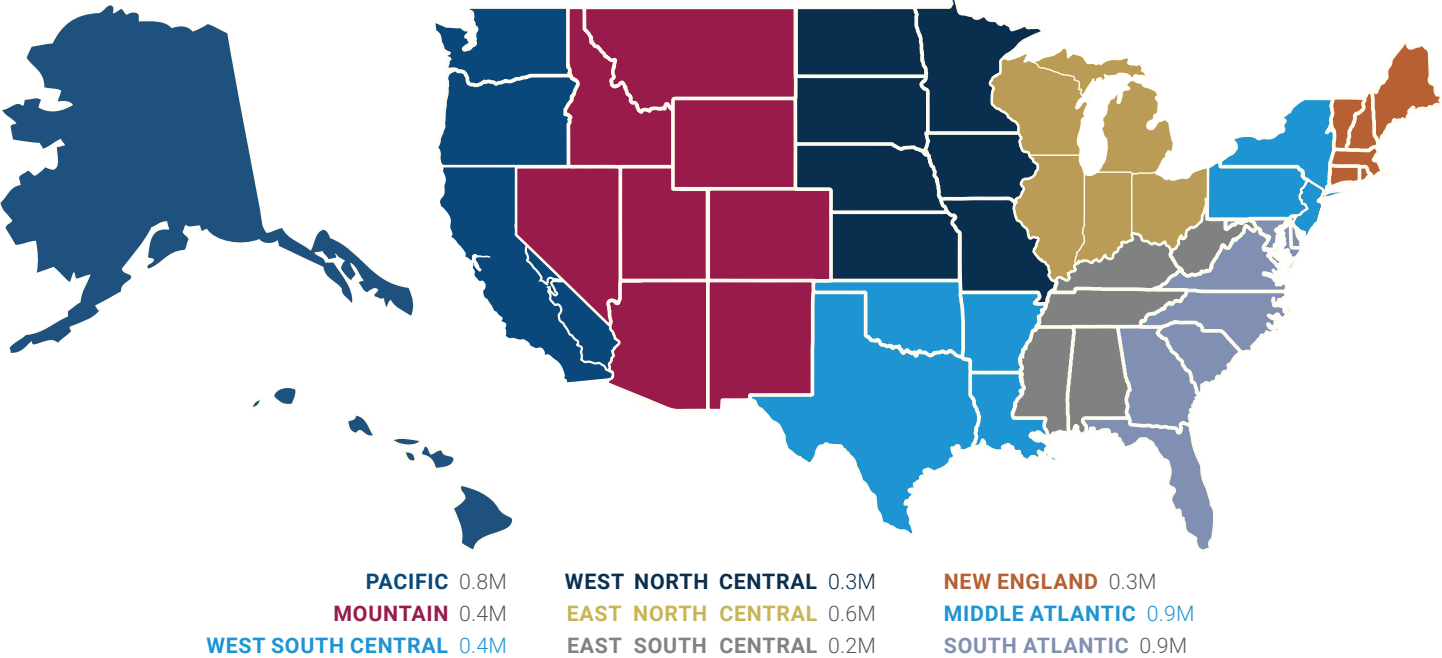 PACIFIC 0.8M
MOUNTAIN 0.4M
WEST SOUTH CENTRAL 0.4M
WEST NORTH CENTRAL 0.3M
EAST NORTH CENTRAL 0.6M
EAST SOUTH CENTRAL 0.2M
NEW ENGLAND 0.3M
MIDDLE ATLANTIC 0.9M
SOUTH ATLANTIC 0.9M